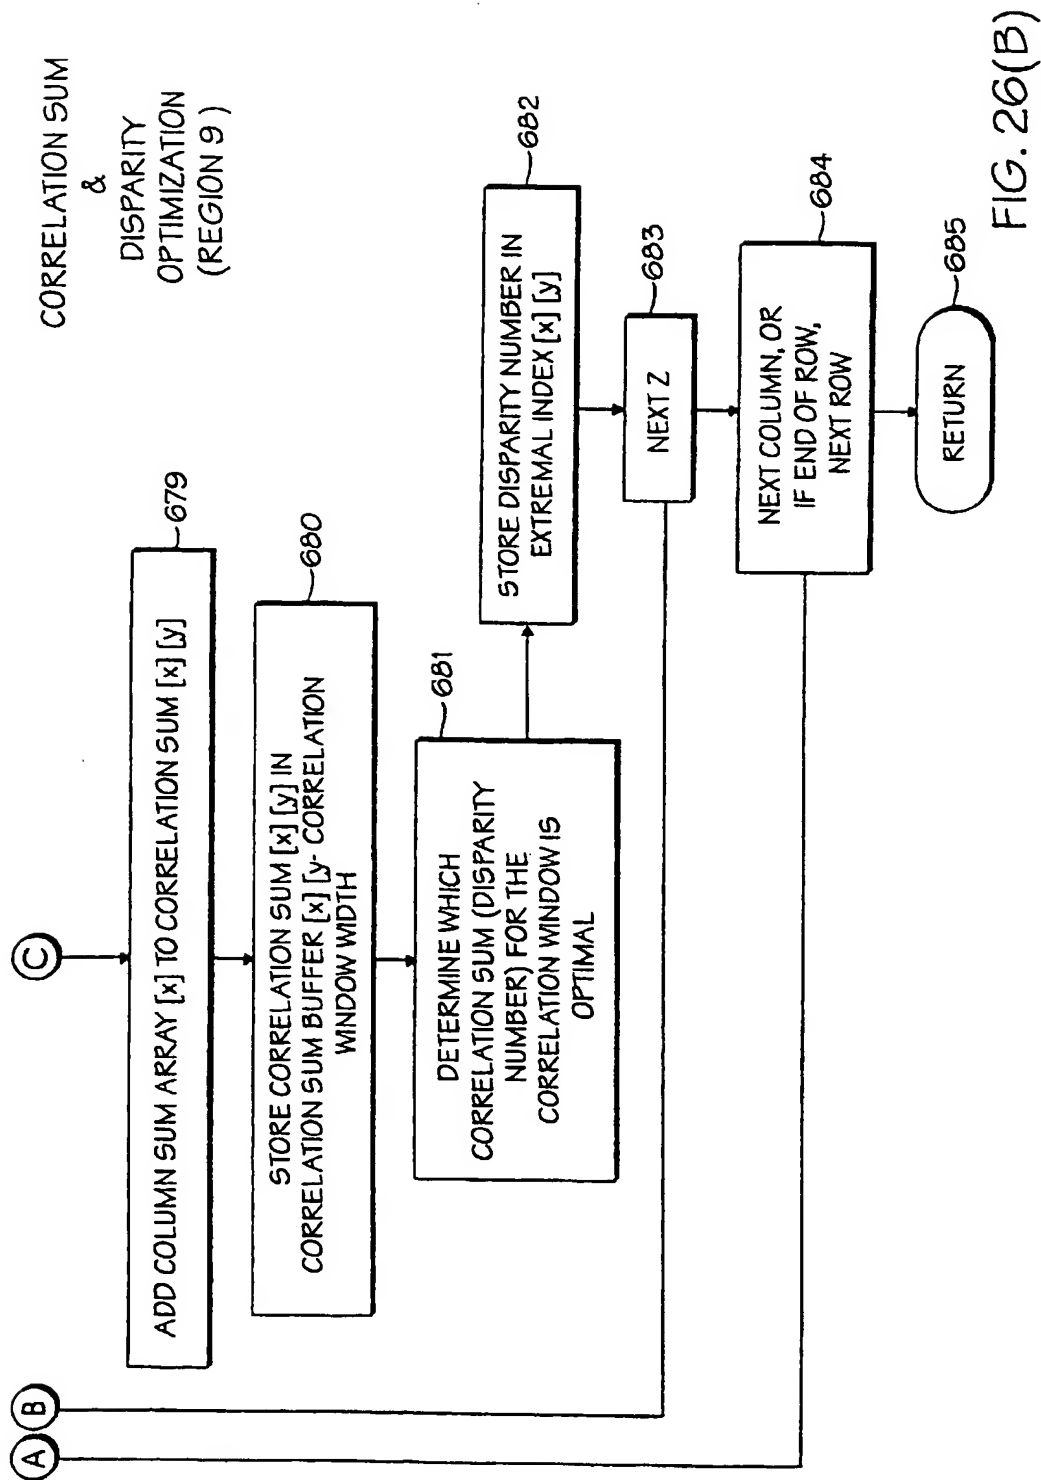 CORRELATION SUM
&
DISPARITY
OPTIMIZATION
(REGION 9)
A
B
C
ADD COLUMN SUM ARRAY [x] TO CORRELATION SUM [x] [y]
679
STORE CORRELATION SUM [x] [y] IN
CORRELATION SUM BUFFER [x] [y- CORRELATION
WINDOW WIDTH
680
DETERMINE WHICH
CORRELATION SUM (DISPARITY
NUMBER) FOR THE
CORRELATION WINDOW IS
OPTIMAL
681
STORE DISPARITY NUMBER IN
EXTREMAL INDEX [x] [y]
682
NEXT Z
683
NEXT COLUMN, OR
IF END OF ROW,
NEXT ROW
684
RETURN
685
FIG. 26(B)